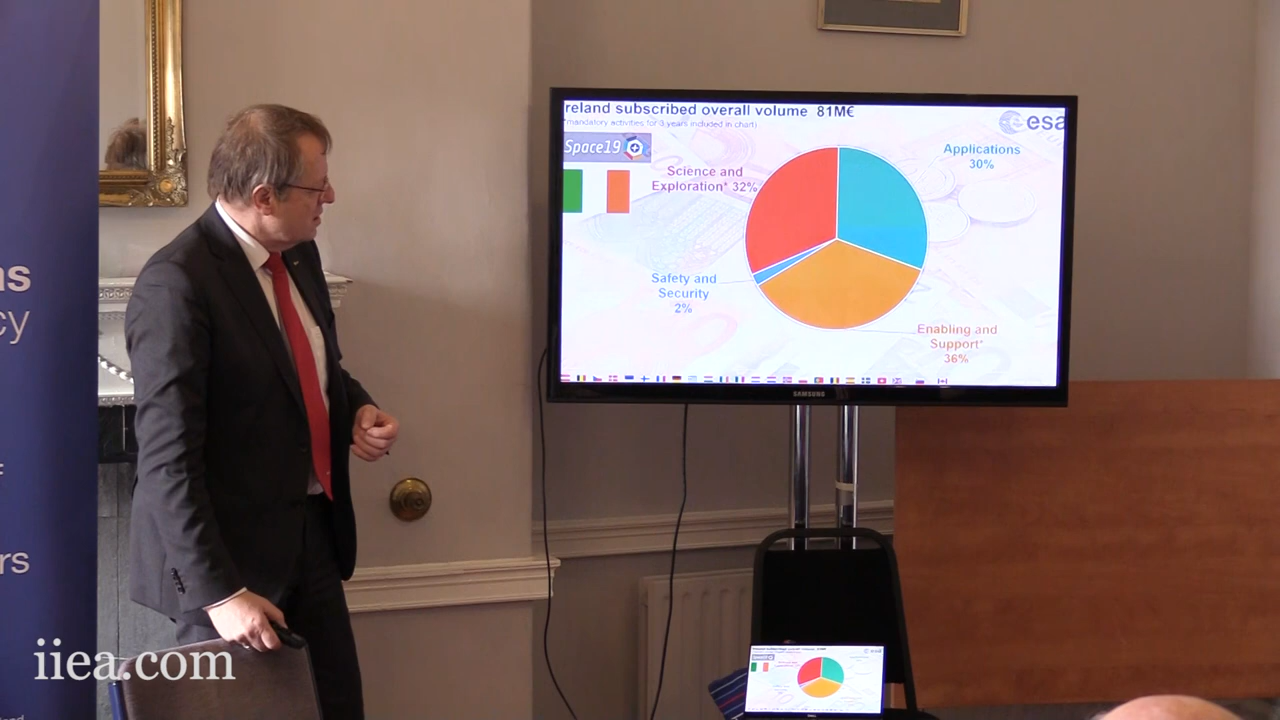 reland subscribed overall volume 81M€
*mandatory activities for 3 years included in chart)
esa
Space19
Applications
30%
Science and
Exploration* 32%
Safety and
Security
2%
Enabling and
Support*
36%
SAMSUNG
ns
cy
rs
iiea.com
esa